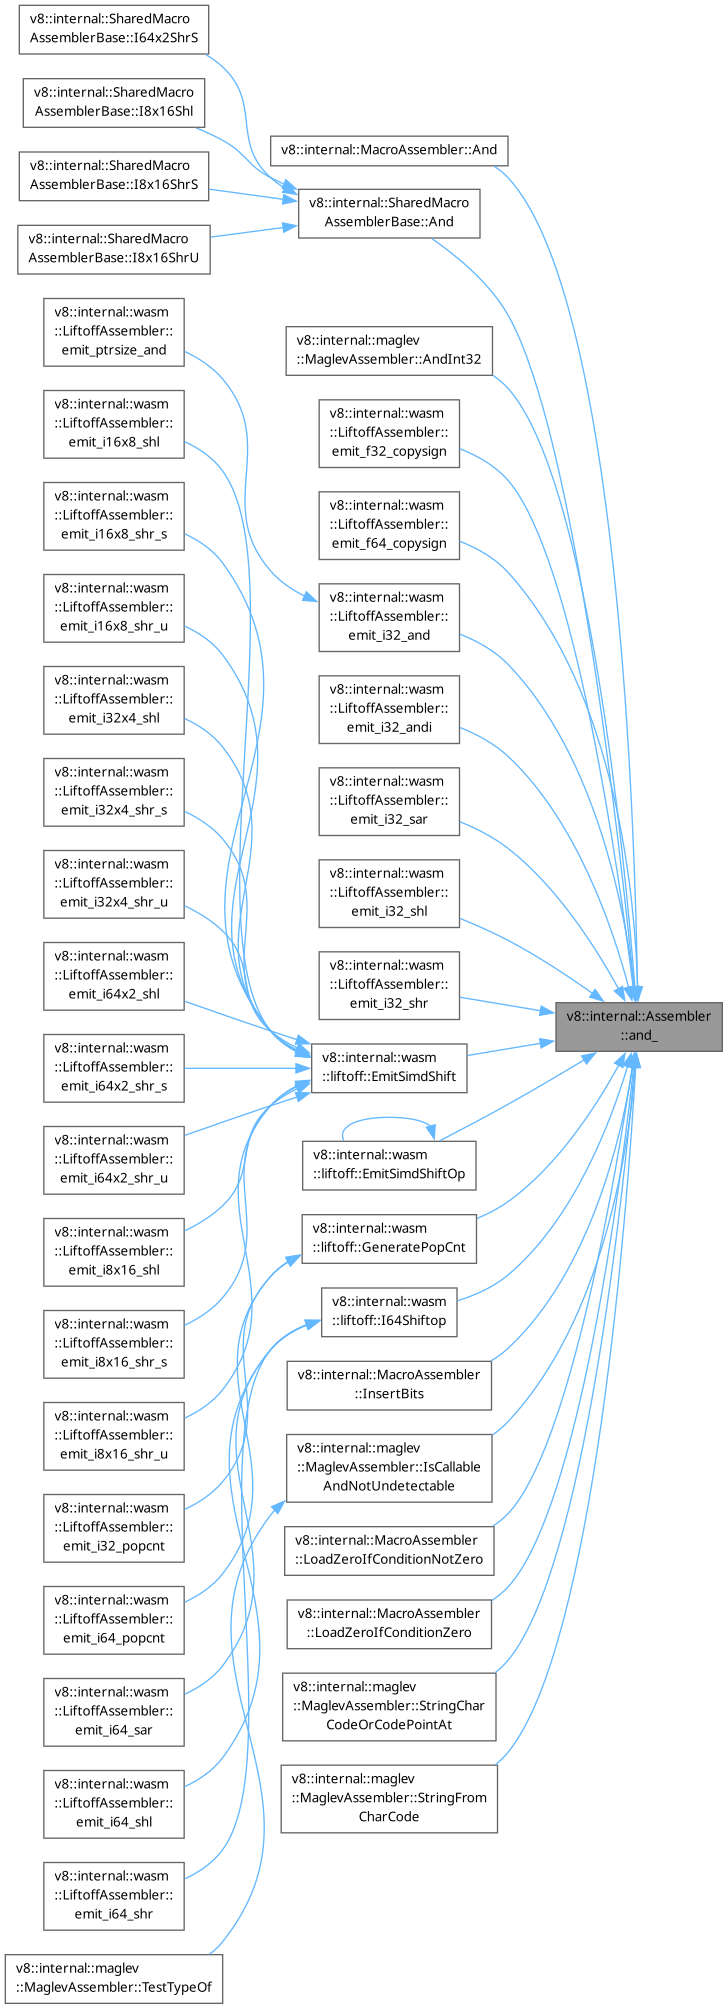 v8::internal::SharedMacro
AssemblerBase::I64x2ShrS
v8::internal::SharedMacro
AssemblerBase::I8x16Shl
v8::internal::SharedMacro
AssemblerBase::I8x16ShrS
v8::internal::SharedMacro
AssemblerBase::I8x16ShrU
v8::internal::wasm
::LiftoffAssembler::
emit_ptrsize_and
v8::internal::wasm
::LiftoffAssembler::
emit_i16x8_shl
v8::internal::wasm
::LiftoffAssembler::
emit_i16x8_shr_s
v8::internal::wasm
::LiftoffAssembler::
emit_i16x8_shr_u
v8::internal::wasm
::LiftoffAssembler::
emit_i32x4_shl
v8::internal::wasm
::LiftoffAssembler::
emit_i32x4_shr_s
v8::internal::wasm
::LiftoffAssembler::
emit_i32x4_shr_u
v8::internal::wasm
::LiftoffAssembler::
emit_i64x2_shl
v8::internal::wasm
::LiftoffAssembler::
emit_i64x2_shr_s
v8::internal::wasm
::LiftoffAssembler::
emit_i64x2_shr_u
v8::internal::wasm
::LiftoffAssembler::
emit_i8x16_shl
v8::internal::wasm
::LiftoffAssembler::
emit_i8x16_shr_s
v8::internal::wasm
::LiftoffAssembler::
emit_i8x16_shr_u
v8::internal::wasm
::LiftoffAssembler::
emit_i32_popcnt
v8::internal::wasm
::LiftoffAssembler::
emit_i64_popcnt
v8::internal::wasm
::LiftoffAssembler::
emit_i64_sar
v8::internal::wasm
::LiftoffAssembler::
emit_i64_shl
v8::internal::wasm
::LiftoffAssembler::
emit_i64_shr
v8::internal::maglev
::MaglevAssembler::TestTypeOf
v8::internal::MacroAssembler::And
v8::internal::SharedMacro
AssemblerBase::And
v8::internal::maglev
::MaglevAssembler::AndInt32
v8::internal::wasm
::LiftoffAssembler::
emit_f32_copysign
v8::internal::wasm
::LiftoffAssembler::
emit_f64_copysign
v8::internal::wasm
::LiftoffAssembler::
emit_i32_and
v8::internal::wasm
::LiftoffAssembler::
emit_i32_andi
v8::internal::wasm
::LiftoffAssembler::
emit_i32_sar
v8::internal::wasm
::LiftoffAssembler::
emit_i32_shl
v8::internal::wasm
::LiftoffAssembler::
emit_i32_shr
v8::internal::wasm
::liftoff::EmitSimdShift
v8::internal::wasm
::liftoff::EmitSimdShiftOp
v8::internal::wasm
::liftoff::GeneratePopCnt
v8::internal::wasm
::liftoff::I64Shiftop
v8::internal::MacroAssembler
::InsertBits
v8::internal::maglev
::MaglevAssembler::IsCallable
AndNotUndetectable
v8::internal::MacroAssembler
::LoadZeroIfConditionNotZero
v8::internal::MacroAssembler
::LoadZeroIfConditionZero
v8::internal::maglev
::MaglevAssembler::StringChar
CodeOrCodePointAt
v8::internal::maglev
::MaglevAssembler::StringFrom
CharCode
v8::internal::Assembler
::and_